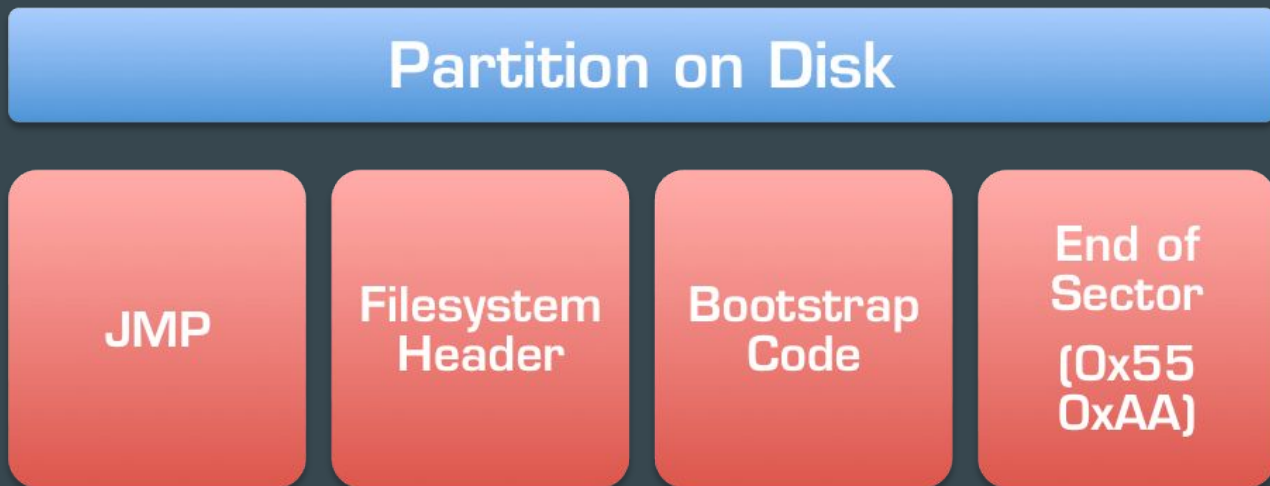 Partition on Disk
JMP
Filesystem
Header
Bootstrap
Code
End of
Sector
(0x55
0xAA)